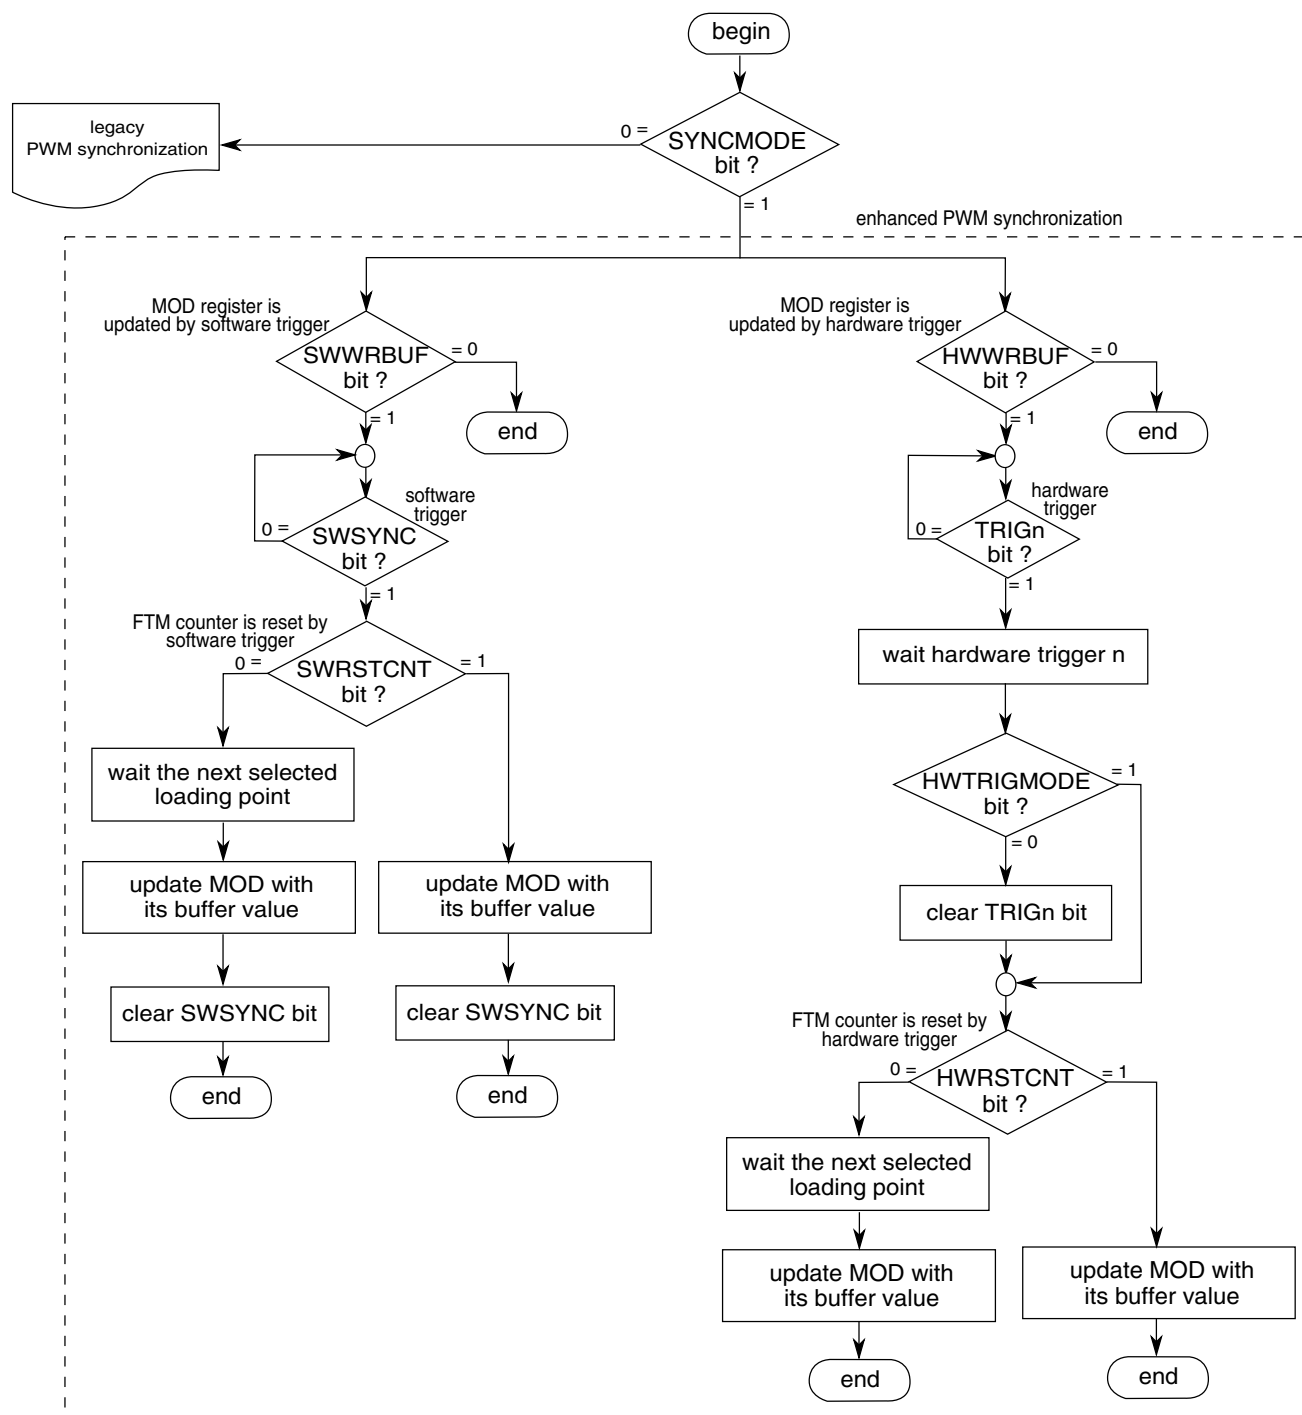 begin
legacy
PWM synchronization
0 =
SYNCMODE
bit ?
= 1
enhanced PWM synchronization
MOD register is
updated by software trigger
SWWRBUF
bit ?
= 0
= 1
end
software
trigger
0 =
SWSYNC
bit ?
= 1
FTM counter is reset by
software trigger
0 =
SWRSTCNT
bit ?
= 1
wait the next selected
loading point
update MOD with
its buffer value
clear SWSYNC bit
end
update MOD with
its buffer value
clear SWSYNC bit
end
MOD register is
updated by hardware trigger
HWWRBUF
bit ?
= 0
= 1
end
hardware
trigger
0 =
TRIGn
bit ?
= 1
wait hardware trigger n
HWTRIGMODE
bit ?
= 1
= 0
clear TRIGn bit
FTM counter is reset by
hardware trigger
0 =
HWRSTCNT
bit ?
= 1
wait the next selected
loading point
update MOD with
its buffer value
end
update MOD with
its buffer value
end